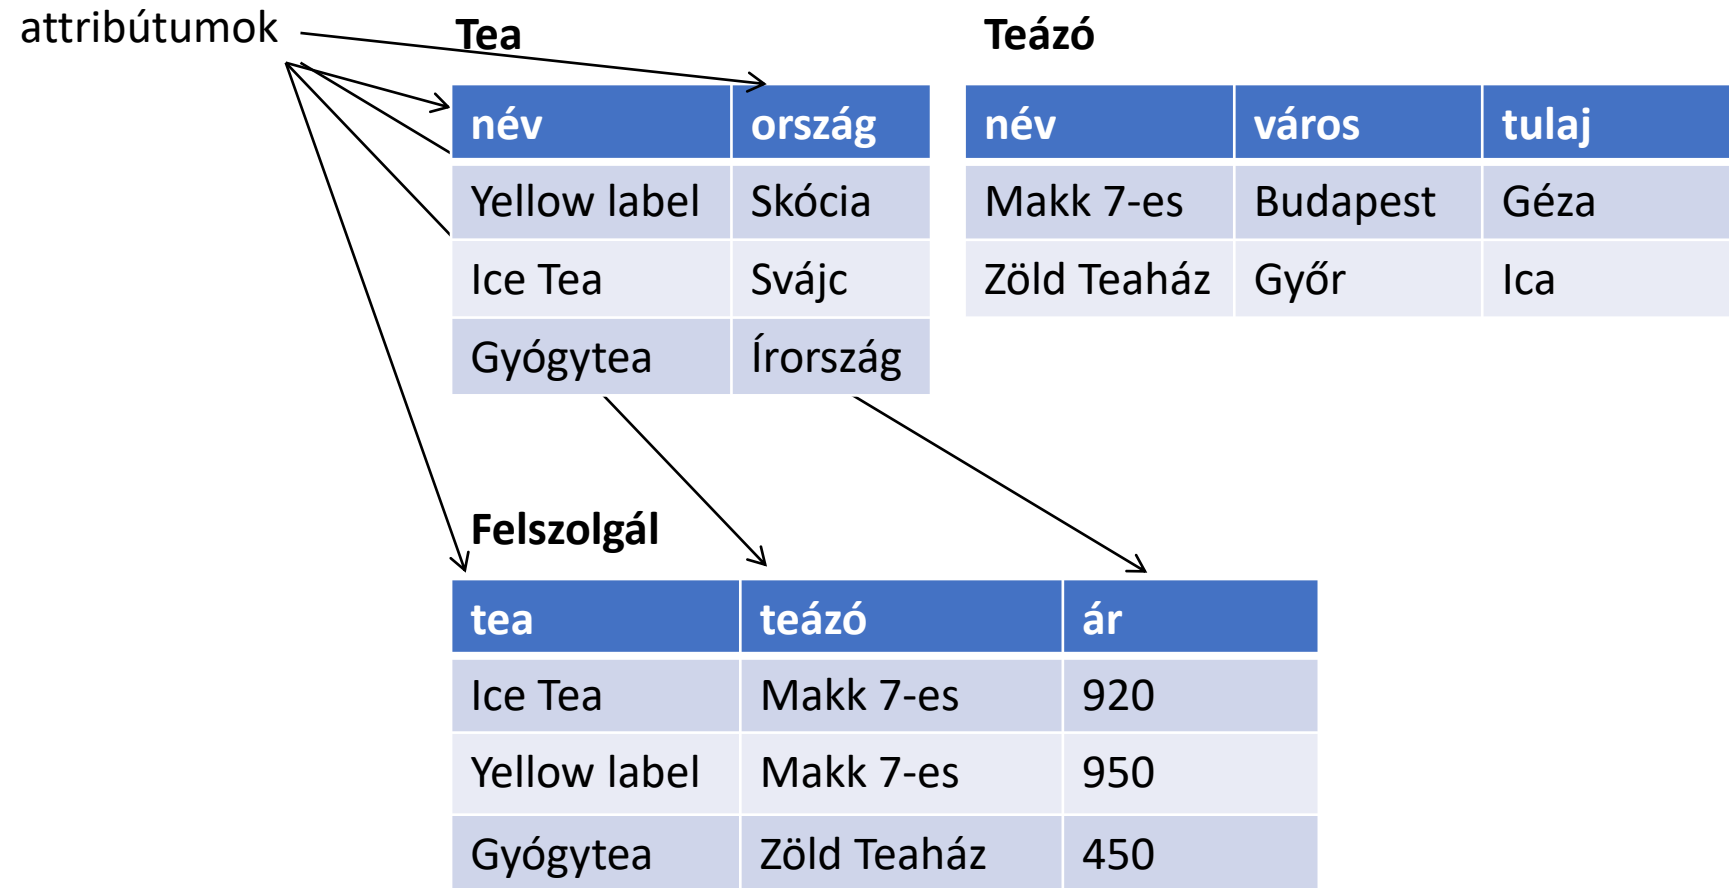 attribútumok
Tea
név ország
Yellow label Skócia
Ice Tea Svájc
Gyógytea Írország
Teázó
név város tulaj
Makk 7-es Budapest Géza
Zöld Teaház Győr Ica
Felszolgál
tea teázó ár
Ice Tea Makk 7-es 920
Yellow label Makk 7-es 950
Gyógytea Zöld Teaház 450